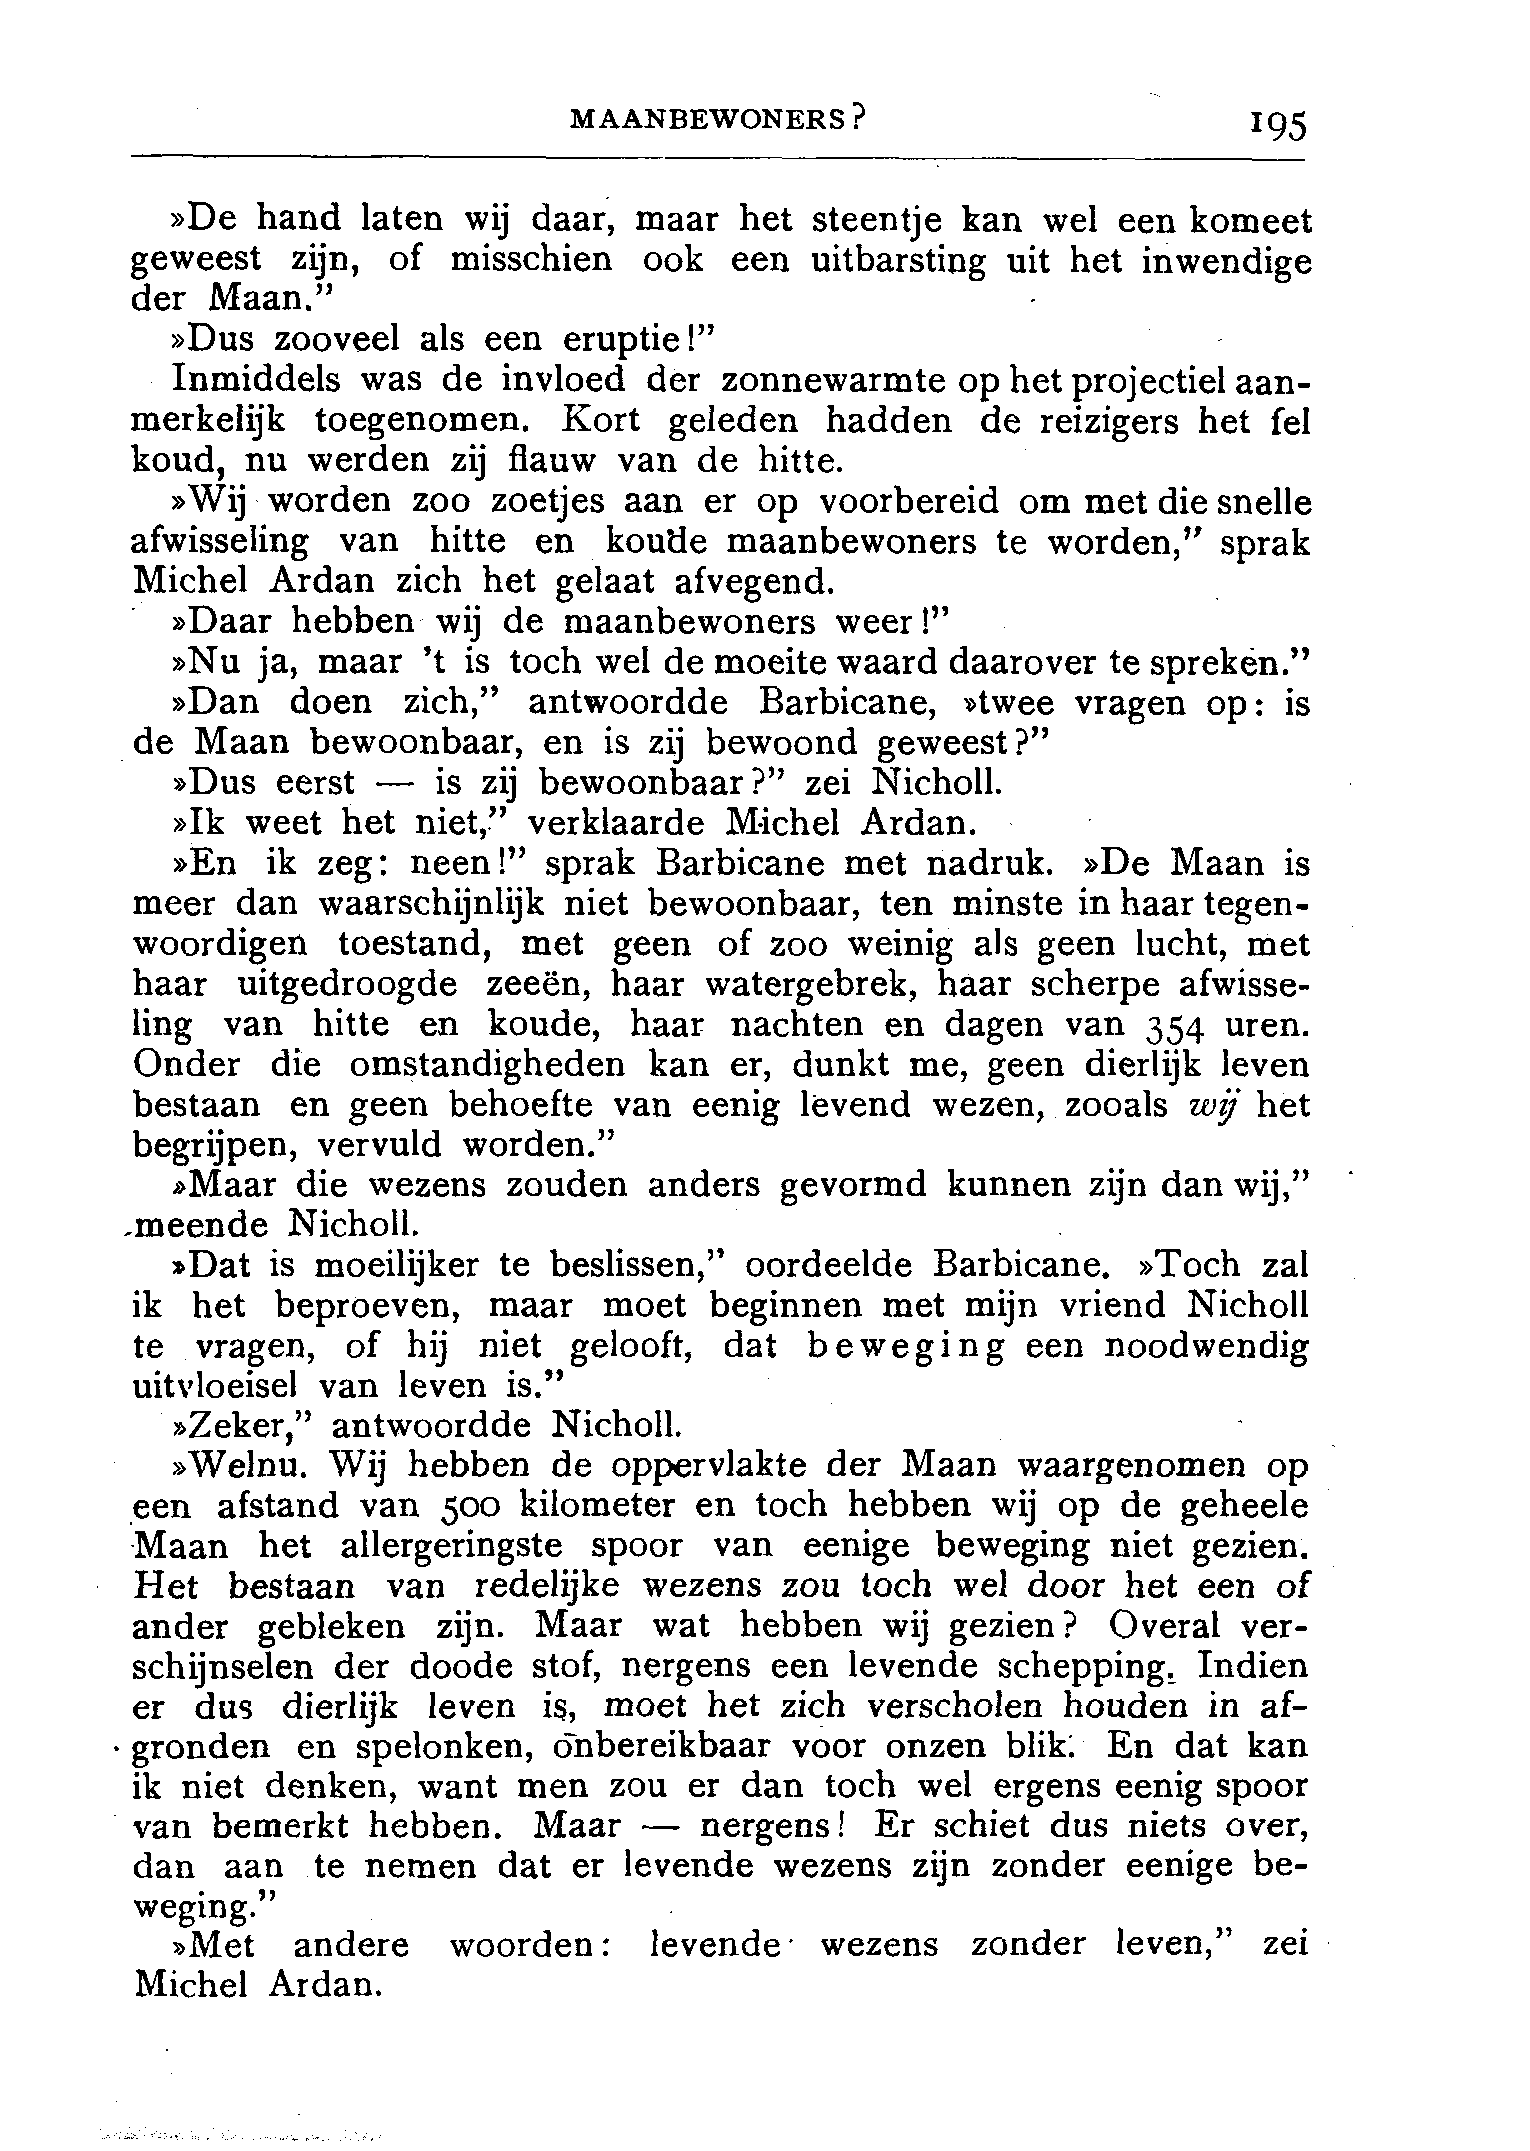 MAANBEWONERS? 195
»De hand laten wij daar, maar het steentje kan wel een komeet
geweest zijn, of misschien ook een uitbarsting uit het inwendige
der Maan.”
»Dus zooveel als een eruptie!”
Inmiddels was de invloed der zonnewarmte op het projectiel aan-
merkelijk toegenomen. Kort geleden hadden de reizigers het fel
koud, nu werden zij flauw van de hitte.
»Wij worden zoo zoetjes aan er op voorbereid om met die snelle
afwisseling van hitte en koude maanbewoners te worden,” sprak
Michel Ardan zich het gelaat afvegend.
»Daar hebben wij de maanbewoners weer!”
»Nu ja, maar ’t is toch wel de moeite waard daarover te spreken.”
»Dan doen zich,” antwoordde Barbicane, »twee vragen op: is
de Maan bewoonbaar, en is zij bewoond geweest?”
»Dus eerst — is zij bewoonbaar?” zei Nicholl.
»Ik weet het niet,” verklaarde Michel Ardan.
»En ik zeg: neen!” sprak Barbicane met nadruk. »De Maan is
meer dan waarschijnlijk niet bewoonbaar, ten minste in haar tegen-
woordigen toestand, met geen of zoo weinig als geen lucht, met
haar uitgedroogde zeeën, haar watergebrek, haar scherpe afwisse-
ling van hitte en koude, haar nachten en dagen van 354 uren.
Onder die omstandigheden kan er, dunkt me, geen dierlijk leven
bestaan en geen behoefte van eenig levend wezen, zooals wij het
begrijpen, vervuld worden.”
»Maar die wezens zouden anders gevormd kunnen zijn dan wij,”
meende Nicholl.
»Dat is moeilijker te beslissen,” oordeelde Barbicane. »Toch zal
ik het beproeven, maar moet beginnen met mijn vriend Nicholl
te vragen, of hij niet gelooft, dat beweging een noodwendig
uitvloeisel van leven is.”
»Zeker,” antwoordde Nicholl.
»Welnu. Wij hebben de oppervlakte der Maan waargenomen op
een afstand van 500 kilometer en toch hebben wij op de geheele
Maan het allergeringste spoor van eenige beweging niet gezien.
Het bestaan van redelijke wezens zou toch wel door het een of
ander gebleken zijn. Maar wat hebben wij gezien? Overal ver-
schijnselen der doode stof, nergens een levende schepping. Indien
er dus dierlijk leven is, moet het zich verscholen houden in af-
gronden en spelonken, onbereikbaar voor onzen blik. En dat kan
ik niet denken, want men zou er dan toch wel ergens eenig spoor
van bemerkt hebben. Maar — nergens! Er schiet dus niets over,
dan aan te nemen dat er levende wezens zijn zonder eenige be-
weging.”
»Met andere woorden: levende wezens zonder leven,” zei
Michel Ardan.